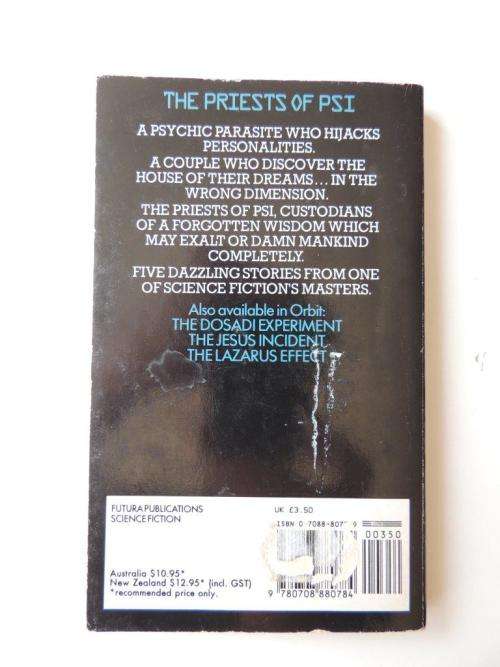 THE PRIESTS OF PSI
A PSYCHIC PARASITE WHO HIJACKS
PERSONALITIES.
A COUPLE WHO DISCOVER THE
HOUSE OF THEIR DREAMS... IN THE
WRONG DIMENSION.
THE PRIESTS OF PSI, CUSTODIANS
OF A FORGOTTEN WISDOM WHICH
MAY EXALT OR DAMN MANKIND
COMPLETELY.
FIVE DAZZLING STORIES FROM ONE
OF SCIENCE FICTION'S MASTERS.
Also available in Orbit:
THE DOSADI EXPERIMENT
THE JESUS INCIDENT
THE LAZARUS EFFECT
FUTURA PUBLICATIONS
SCIENCE FICTION
UK £3.50
ISBN 0 7088
00350
Australia $10.95*
New Zealand $12.95* (incl. GST)
*recommended price only.
9 780708 880784